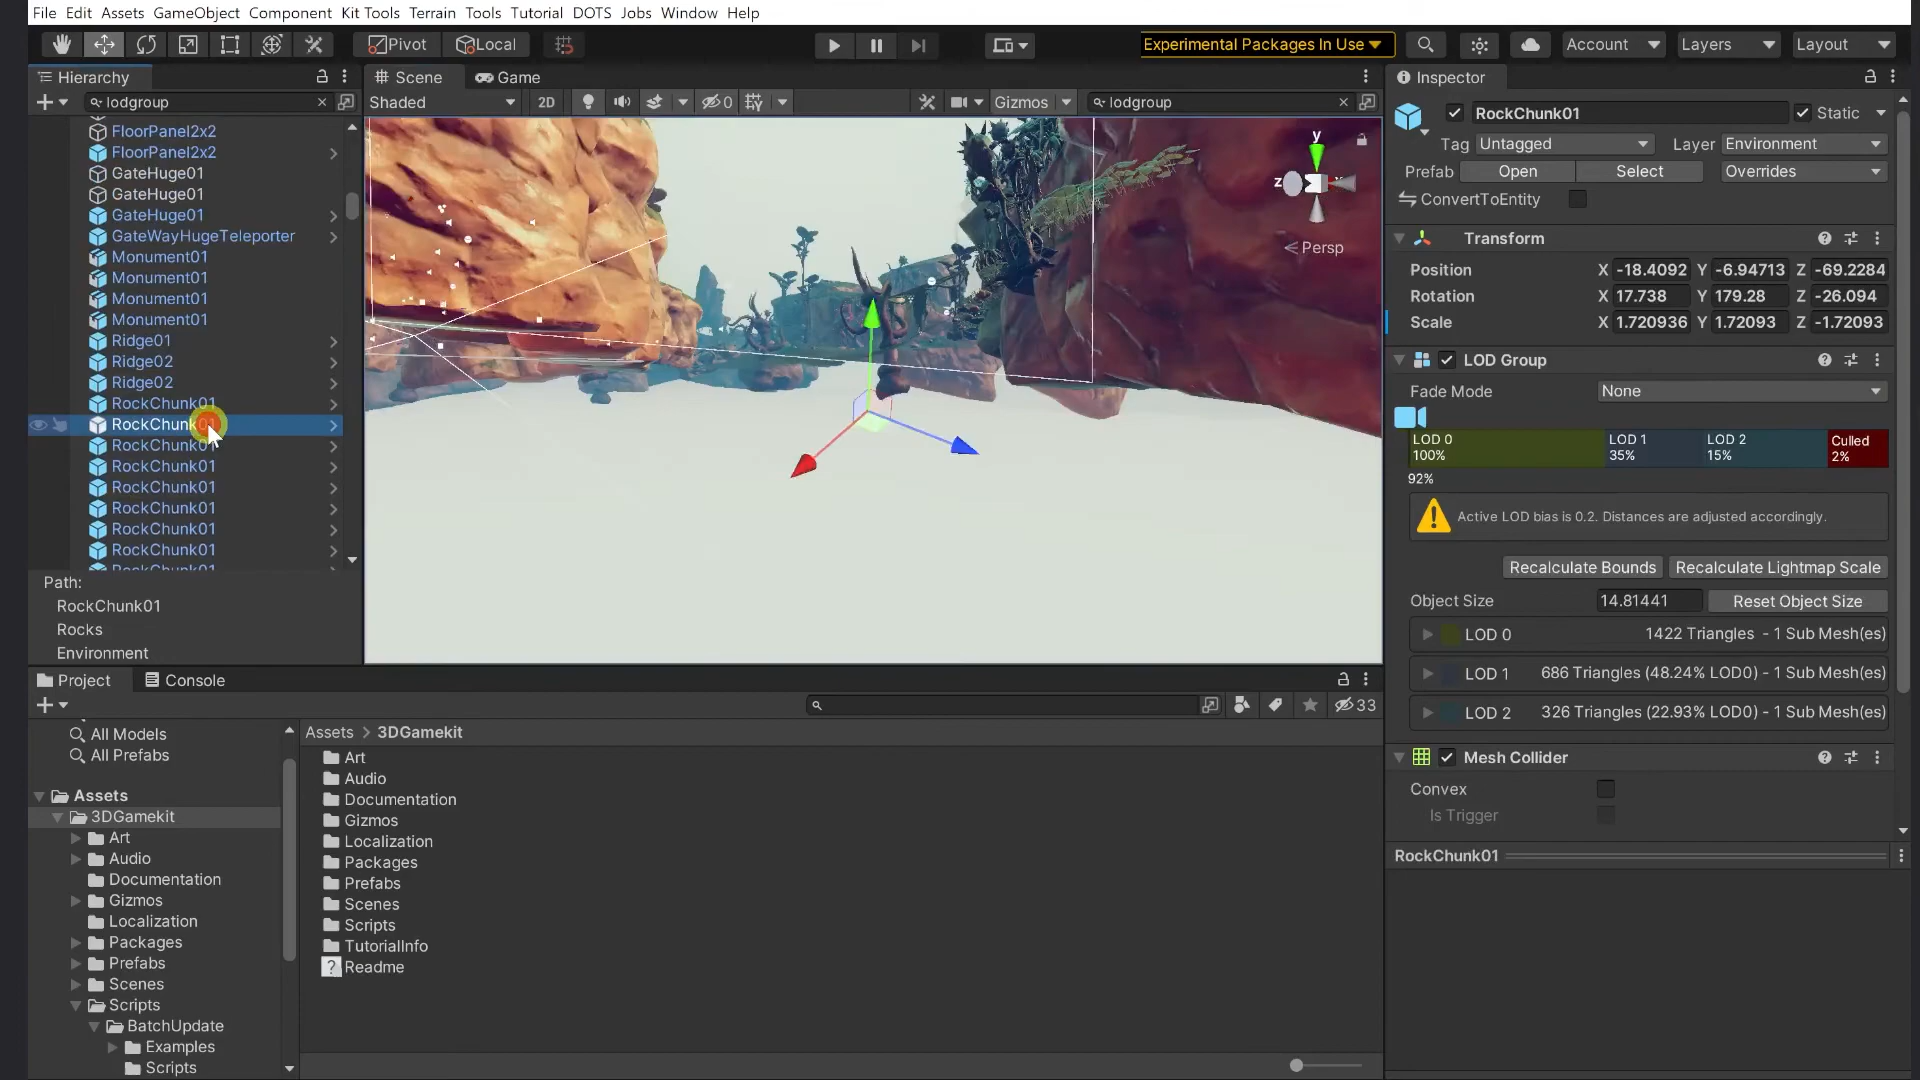 File Edit Assets GameObject Component Kit Tools Terrain Tools Tutorial DOTS Jobs Window Help
Pivot Local Experimental Packages In Use Account Layers Layout
Hierarchy
lodgroup
FloorPanel2x2
FloorPanel2x2
GateHuge01
GateHuge01
GateHuge01
GateWayHugeTeleporter
Monument01
Monument01
Monument01
Monument01
Ridge01
Ridge02
Ridge02
RockChunk01
RockChunk01
RockChunk01
RockChunk01
RockChunk01
RockChunk01
RockChunk01
RockChunk01
RockChunk01
Path:
RockChunk01
Rocks
Environment
Scene Game
Shaded 2D 0 Gizmos lodgroup
y
z
Persp
Inspector
RockChunk01 Static
Tag Untagged Layer Environment
Prefab Open Select Overrides
ConvertToEntity
Transform
Position X -18.4092 Y -6.94713 Z -69.2284
Rotation X 17.738 Y 179.28 Z -26.094
Scale X 1.720936 Y 1.72093 Z -1.72093
LOD Group
Fade Mode None
LOD 0 LOD 1 LOD 2 Culled
100% 35% 15% 2%
92%
Active LOD bias is 0.2. Distances are adjusted accordingly.
Recalculate Bounds Recalculate Lightmap Scale
Object Size 14.81441 Reset Object Size
LOD 0 1422 Triangles - 1 Sub Mesh(es)
LOD 1 686 Triangles (48.24% LOD0) - 1 Sub Mesh(es)
LOD 2 326 Triangles (22.93% LOD0) - 1 Sub Mesh(es)
Mesh Collider
Convex
Is Trigger
RockChunk01
Project Console
33
All Models
All Prefabs
Assets
3DGamekit
Art
Audio
Documentation
Gizmos
Localization
Packages
Prefabs
Scenes
Scripts
BatchUpdate
Examples
Scripts
Assets > 3DGamekit
Art
Audio
Documentation
Gizmos
Localization
Packages
Prefabs
Scenes
Scripts
TutorialInfo
Readme